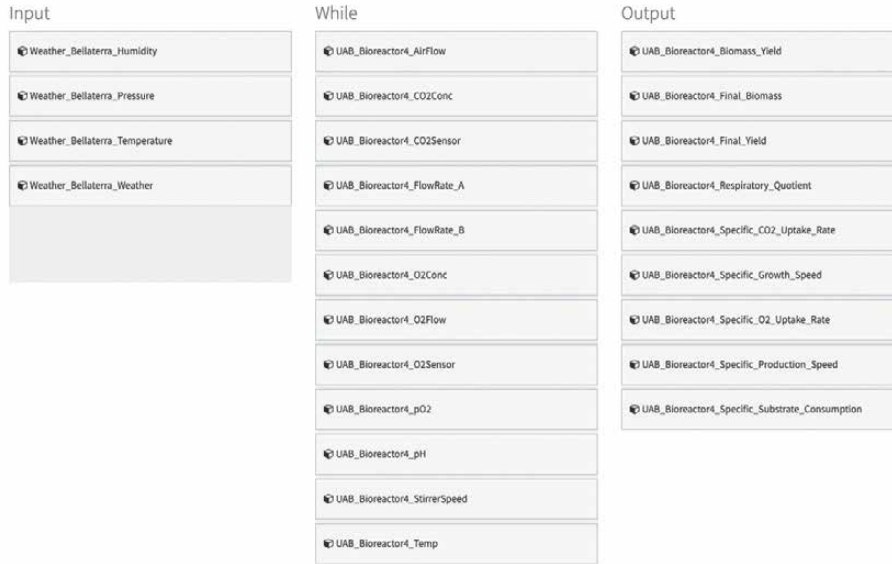 Input
Weather_Bellaterra_Humidity
Weather_Bellaterra_Pressure
Weather_Bellaterra_Temperature
Weather_Bellaterra_Weather
While
UAB_Bioreactor4_AirFlow
UAB_Bioreactor4_CO2Conc
UAB_Bioreactor4_CO2Sensor
UAB_Bioreactor4_FlowRate_A
UAB_Bioreactor4_FlowRate_B
UAB_Bioreactor4_O2Conc
UAB_Bioreactor4_O2Flow
UAB_Bioreactor4_O2Sensor
UAB_Bioreactor4_pO2
UAB_Bioreactor4_pH
UAB_Bioreactor4_StirrerSpeed
UAB_Bioreactor4_Temp
Output
UAB_Bioreactor4_Biomass_Yield
UAB_Bioreactor4_Final_Biomass
UAB_Bioreactor4_Final_Yield
UAB_Bioreactor4_Respiratory_Quotient
UAB_Bioreactor4_Specific_CO2_Uptake_Rate
UAB_Bioreactor4_Specific_Growth_Speed
UAB_Bioreactor4_Specific_O2_Uptake_Rate
UAB_Bioreactor4_Specific_Production_Speed
UAB_Bioreactor4_Specific_Substrate_Consumption